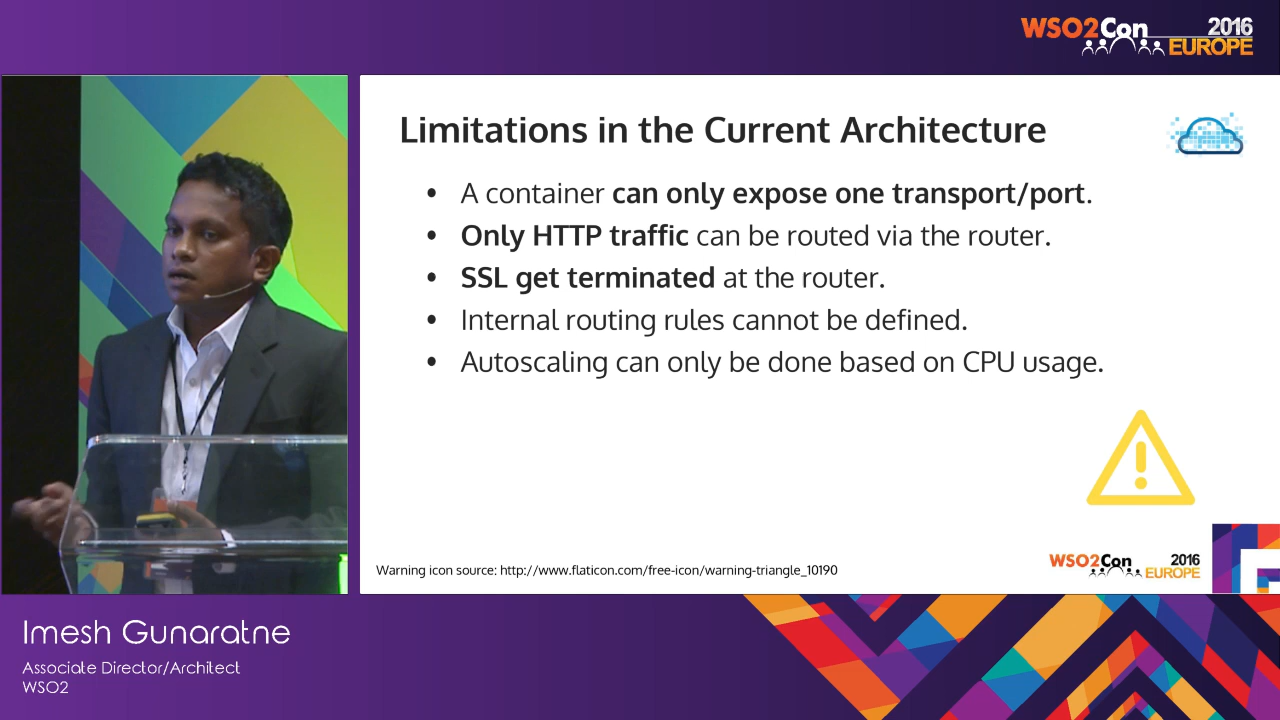 WSO2Con 2016
EUROPE
Limitations in the Current Architecture
• A container can only expose one transport/port.
• Only HTTP traffic can be routed via the router.
• SSL get terminated at the router.
• Internal routing rules cannot be defined.
• Autoscaling can only be done based on CPU usage.
Warning icon source: http://www.flaticon.com/free-icon/warning-triangle_10190
WSO2Con 2016
EUROPE
Imesh Gunaratne
Associate Director/Architect
WSO2